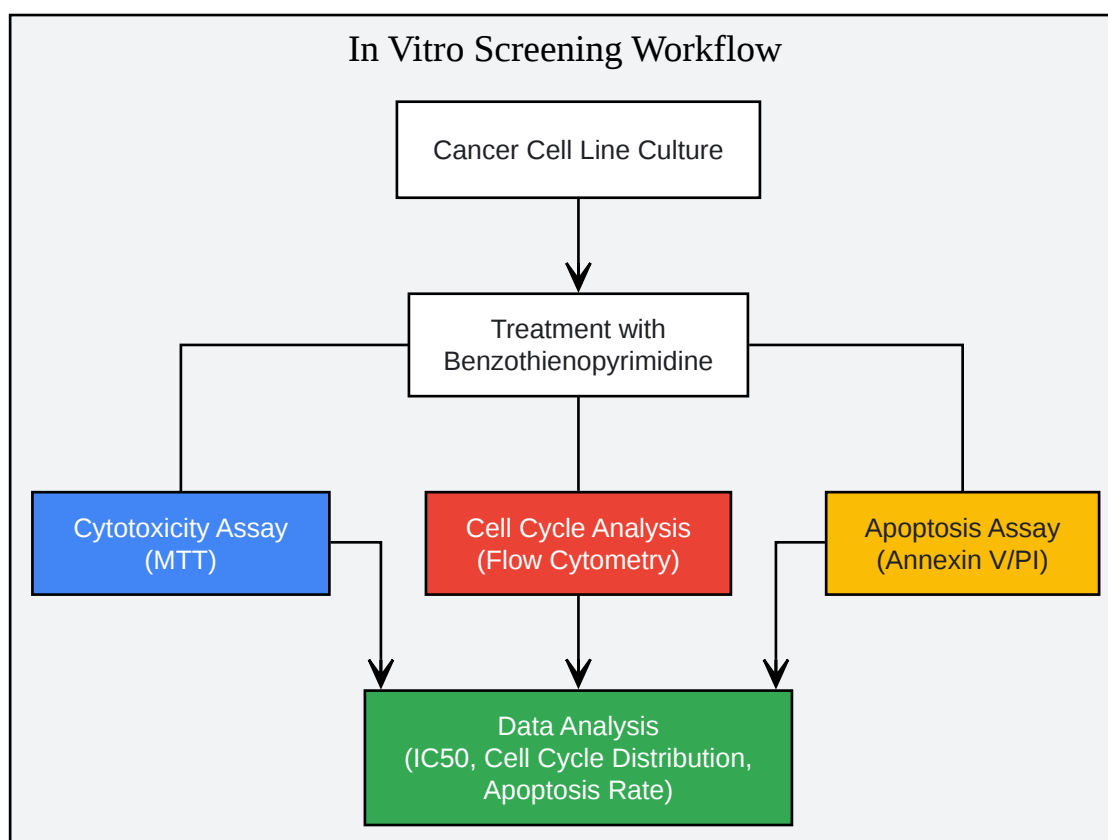 In Vitro Screening Workflow
Cancer Cell Line Culture
Treatment with
Benzothienopyrimidine
Cytotoxicity Assay
(MTT)
Cell Cycle Analysis
(Flow Cytometry)
Apoptosis Assay
(Annexin V/PI)
Data Analysis
(IC50, Cell Cycle Distribution,
Apoptosis Rate)